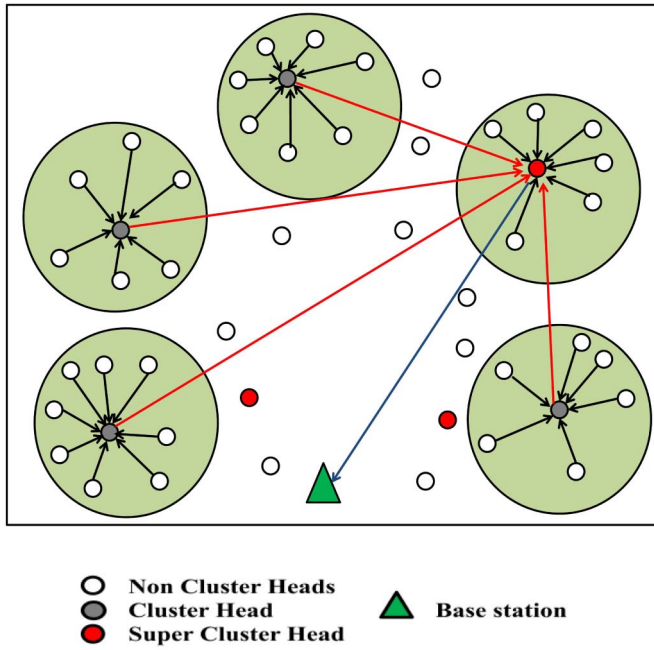 Non Cluster Heads
Cluster Head
Base station
Super Cluster Head